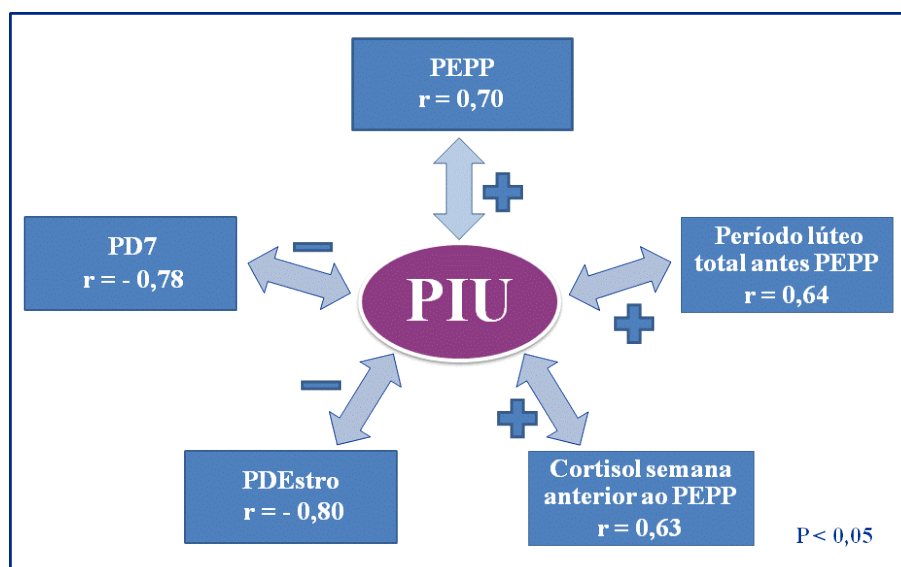 PEPP
r = 0,70
PD7
r = - 0,78
PIU
Período lúteo
total antes PEPP
r = 0,64
PDEstro
r = - 0,80
Cortisol semana
anterior ao PEPP
r = 0,63
P < 0,05